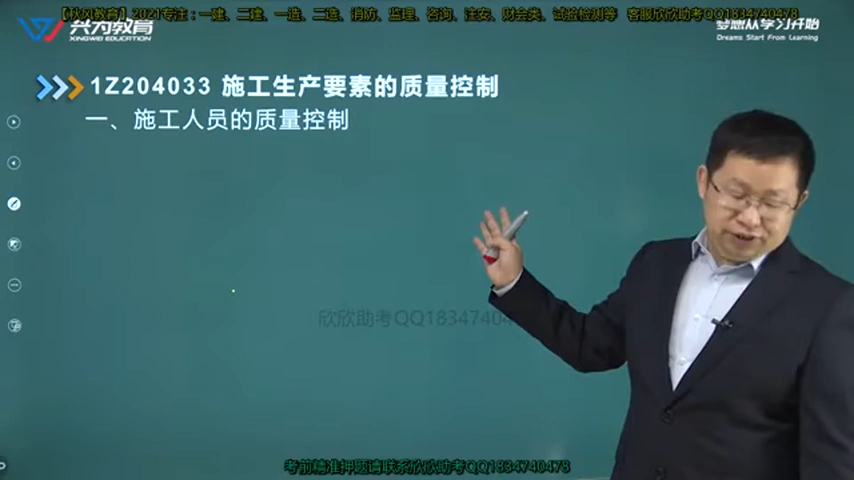 【秋风教育】2021专注：一建、二建、一造、二造、消防、监理、咨询、注安、财会类、试验检测等 客服欣欣助考QQ1834740478
兴为教育
XINGWEI EDUCATION
梦想从学习开始
Dreams Start From Learning
1Z204033 施工生产要素的质量控制
一、施工人员的质量控制
欣欣助考QQ18347404
考前精准押题请联系欣欣助考QQ1834740478